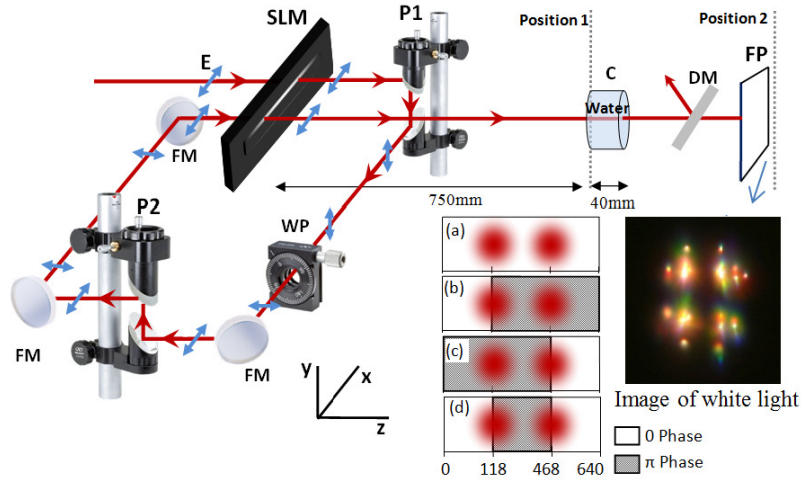 SLM
P1
Position 1
Position 2
FP
E
C
DM
Water
FM
750mm
40mm
P2
WP
FM
FM
y
x
z
(a)
(b)
(c)
(d)
0 118 468 640
Image of white light
0 Phase
π Phase